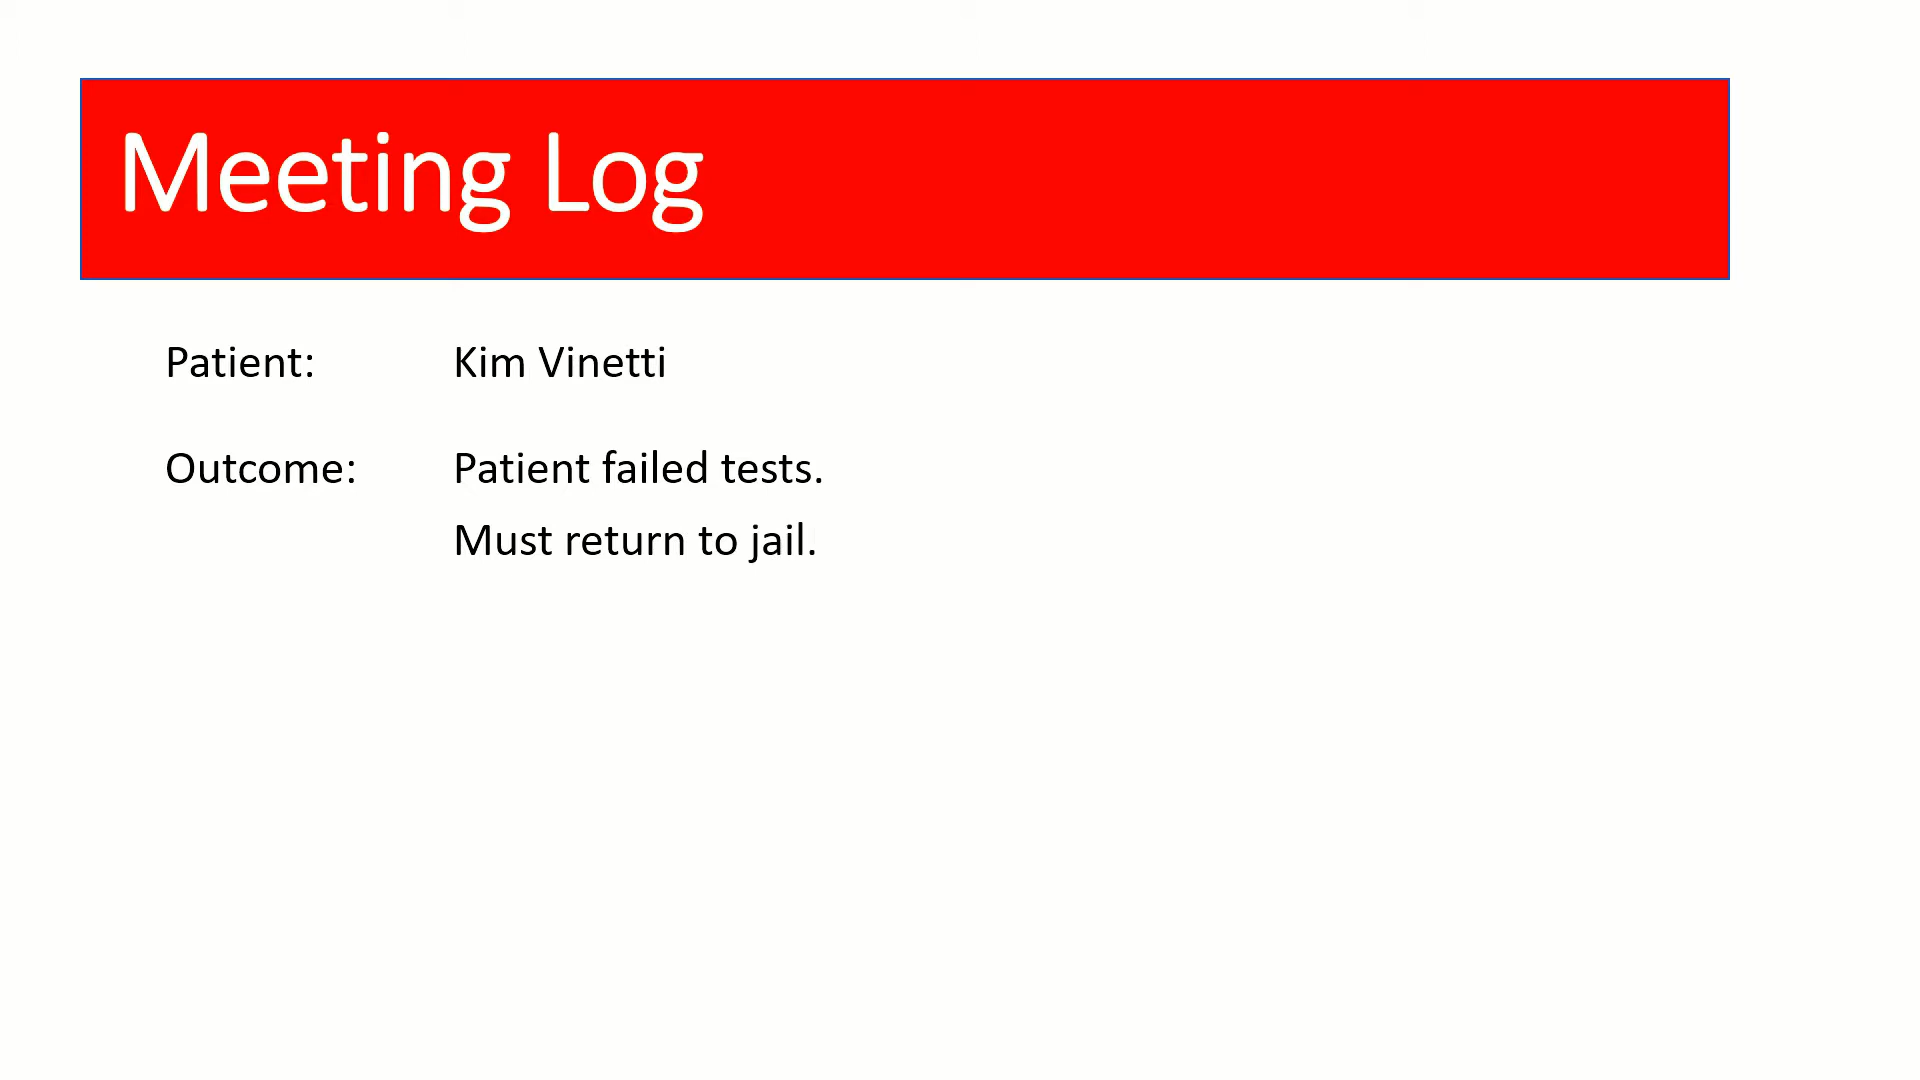 Meeting Log
Patient: Kim Vinetti
Outcome: Patient failed tests.
Must return to jail.